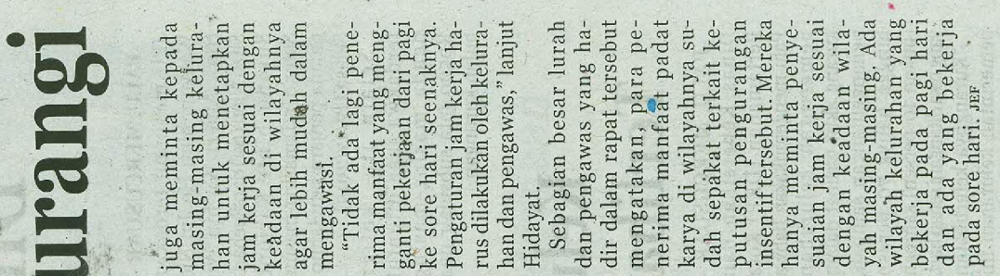 urangi
juga meminta kepada
masing-masing kelura-
han untuk menetapkan
jam kerja sesuai dengan
keadaan di wilayahnya
agar lebih mudah dalam
mengawasi.
“Tidak ada lagi pene-
rima manfaat yang meng-
ganti pekerjaan dari pagi
ke sore hari seenaknya.
Pengaturan jam kerja ha-
rus dilakukan oleh kelura-
han dan pengawas,” lanjut
Hidayat.
Sebagian besar lurah
dan pengawas yang ha-
dir dalam rapat tersebut
mengatakan, para pe-
nerima manfaat padat
karya di wilayahnya su-
dah sepakat terkait ke-
putusan pengurangan
insentif tersebut. Mereka
hanya meminta penye-
suaian jam kerja sesuai
dengan keadaan wila-
yah masing-masing. Ada
wilayah kelurahan yang
bekerja pada pagi hari
dan ada yang bekerja
pada sore hari. JEF